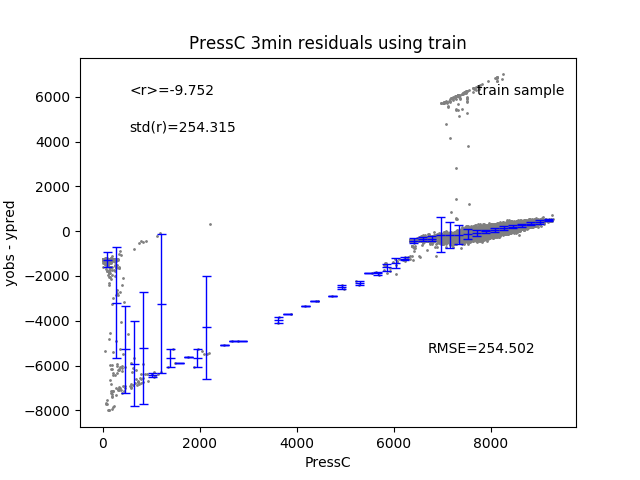 PressC 3min residuals using train
<r>=-9.752
train sample
std(r)=254.315
RMSE=254.502
yobs - ypred
6000
4000
2000
0
−2000
−4000
−6000
−8000
0 2000 4000 6000 8000
PressC